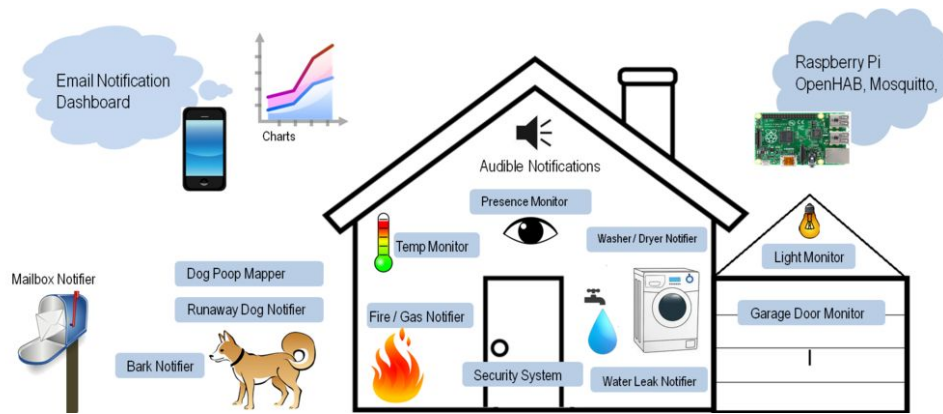 Email Notification
Dashboard
Charts
Raspberry Pi
OpenHAB, Mosquitto,
Audible Notifications
Presence Monitor
Temp Monitor
Washer / Dryer Notifier
Light Monitor
Mailbox Notifier
Dog Poop Mapper
Runaway Dog Notifier
Fire / Gas Notifier
Garage Door Monitor
Bark Notifier
Security System
Water Leak Notifier